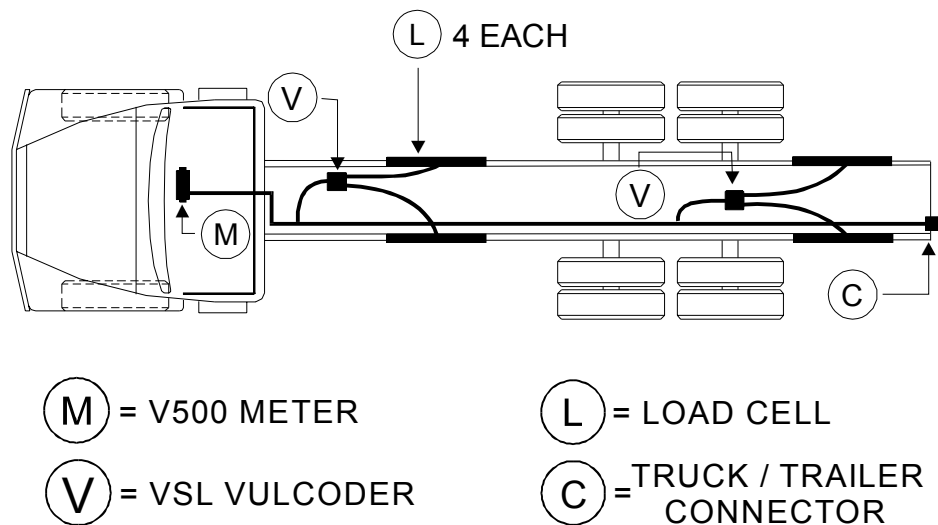 L 4 EACH
V
V
M
C
M = V500 METER
L = LOAD CELL
V = VSL VULCODER
C = TRUCK / TRAILER
CONNECTOR